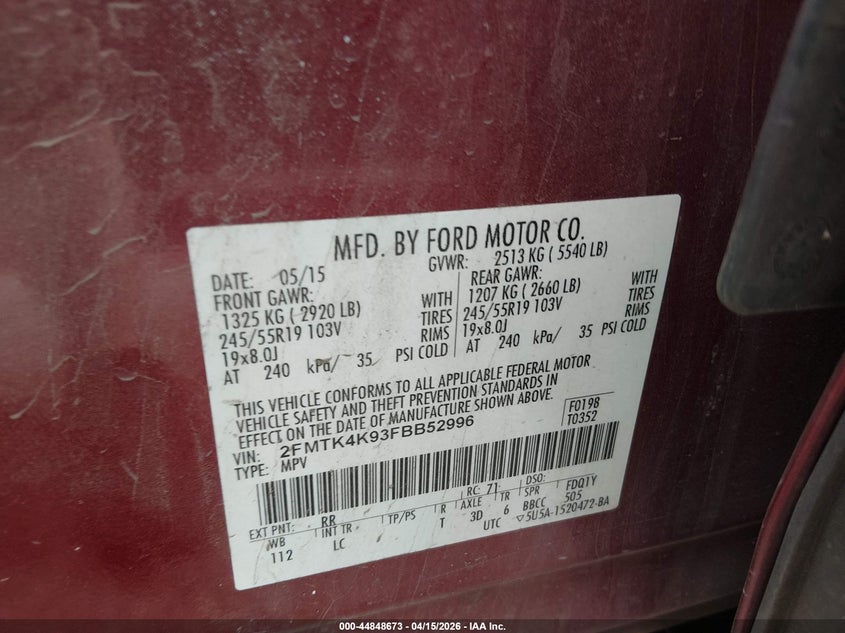 MFD. BY FORD MOTOR CO.
DATE: 05/15
GVWR: 2513 KG ( 5540 LB)
FRONT GAWR: WITH
1325 KG ( 2920 LB) TIRES
245/55R19 103V RIMS
19x8.0J
AT 240 kPa/ 35 PSI COLD
REAR GAWR: WITH
1207 KG ( 2660 LB) TIRES
245/55R19 103V RIMS
19x8.0J
AT 240 kPa/ 35 PSI COLD
THIS VEHICLE CONFORMS TO ALL APPLICABLE FEDERAL MOTOR
VEHICLE SAFETY AND THEFT PREVENTION STANDARDS IN
EFFECT ON THE DATE OF MANUFACTURE SHOWN ABOVE.
VIN: 2FMTK4K93FBB52996
TYPE: MPV
F0198
T0352
EXT PNT: RR RC: 71 DSO:
WB INT TR TP/PS R AXLE TR SPR FDQ1Y
112 LC T 3D 6 BBCC 505
UTC ▽5U5A-1520472-BA
000-44848673 - 04/15/2026 - IAA Inc.